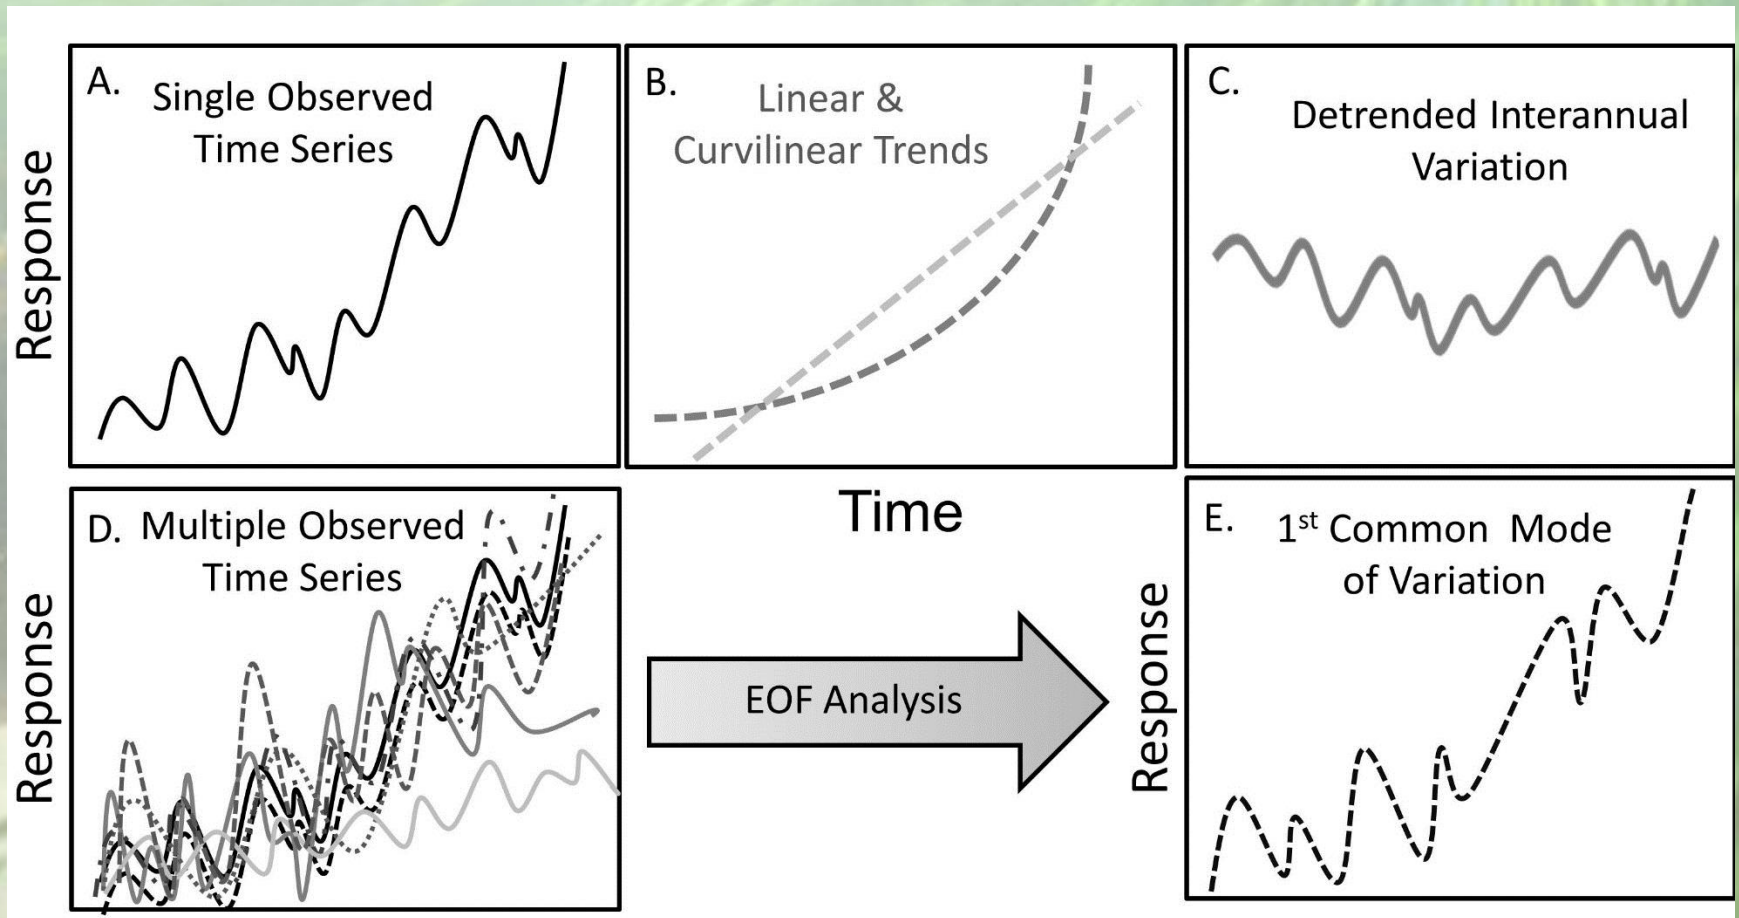 A. Single Observed
Time Series
B. Linear &
Curvilinear Trends
C. Detrended Interannual
Variation
Response
Time
D. Multiple Observed
Time Series
Response
EOF Analysis
E. 1st Common Mode
of Variation
Response